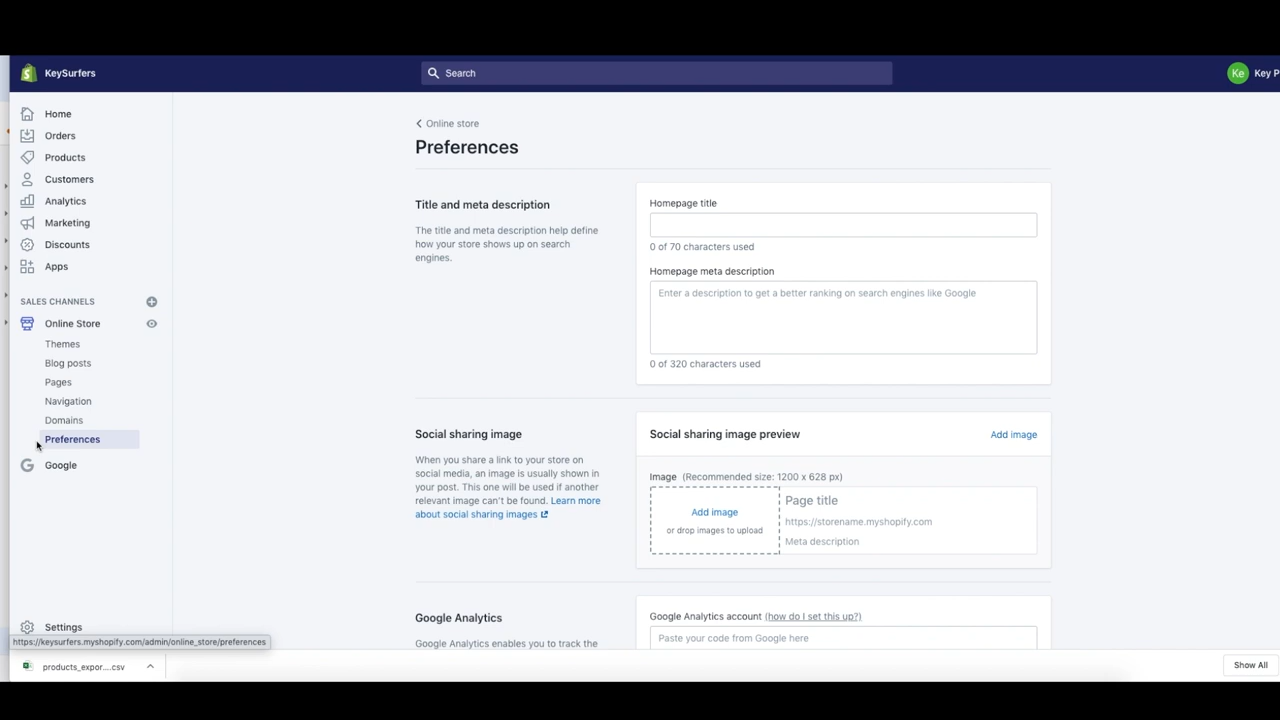 KeySurfers
Search
Ke
Key P
Home
Orders
Products
Customers
Analytics
Marketing
Discounts
Apps
SALES CHANNELS
Online Store
Themes
Blog posts
Pages
Navigation
Domains
Preferences
Google
Settings
https://keysurfers.myshopify.com/admin/online_store/preferences
products_expor....csv
Show All
Online store
Preferences
Title and meta description
The title and meta description help define
how your store shows up on search
engines.
Homepage title
0 of 70 characters used
Homepage meta description
Enter a description to get a better ranking on search engines like Google
0 of 320 characters used
Social sharing image
When you share a link to your store on
social media, an image is usually shown in
your post. This one will be used if another
relevant image can't be found. Learn more
about social sharing images
Social sharing image preview
Add image
Image (Recommended size: 1200 x 628 px)
Add image
or drop images to upload
Page title
https://storename.myshopify.com
Meta description
Google Analytics
Google Analytics enables you to track the
Google Analytics account (how do I set this up?)
Paste your code from Google here